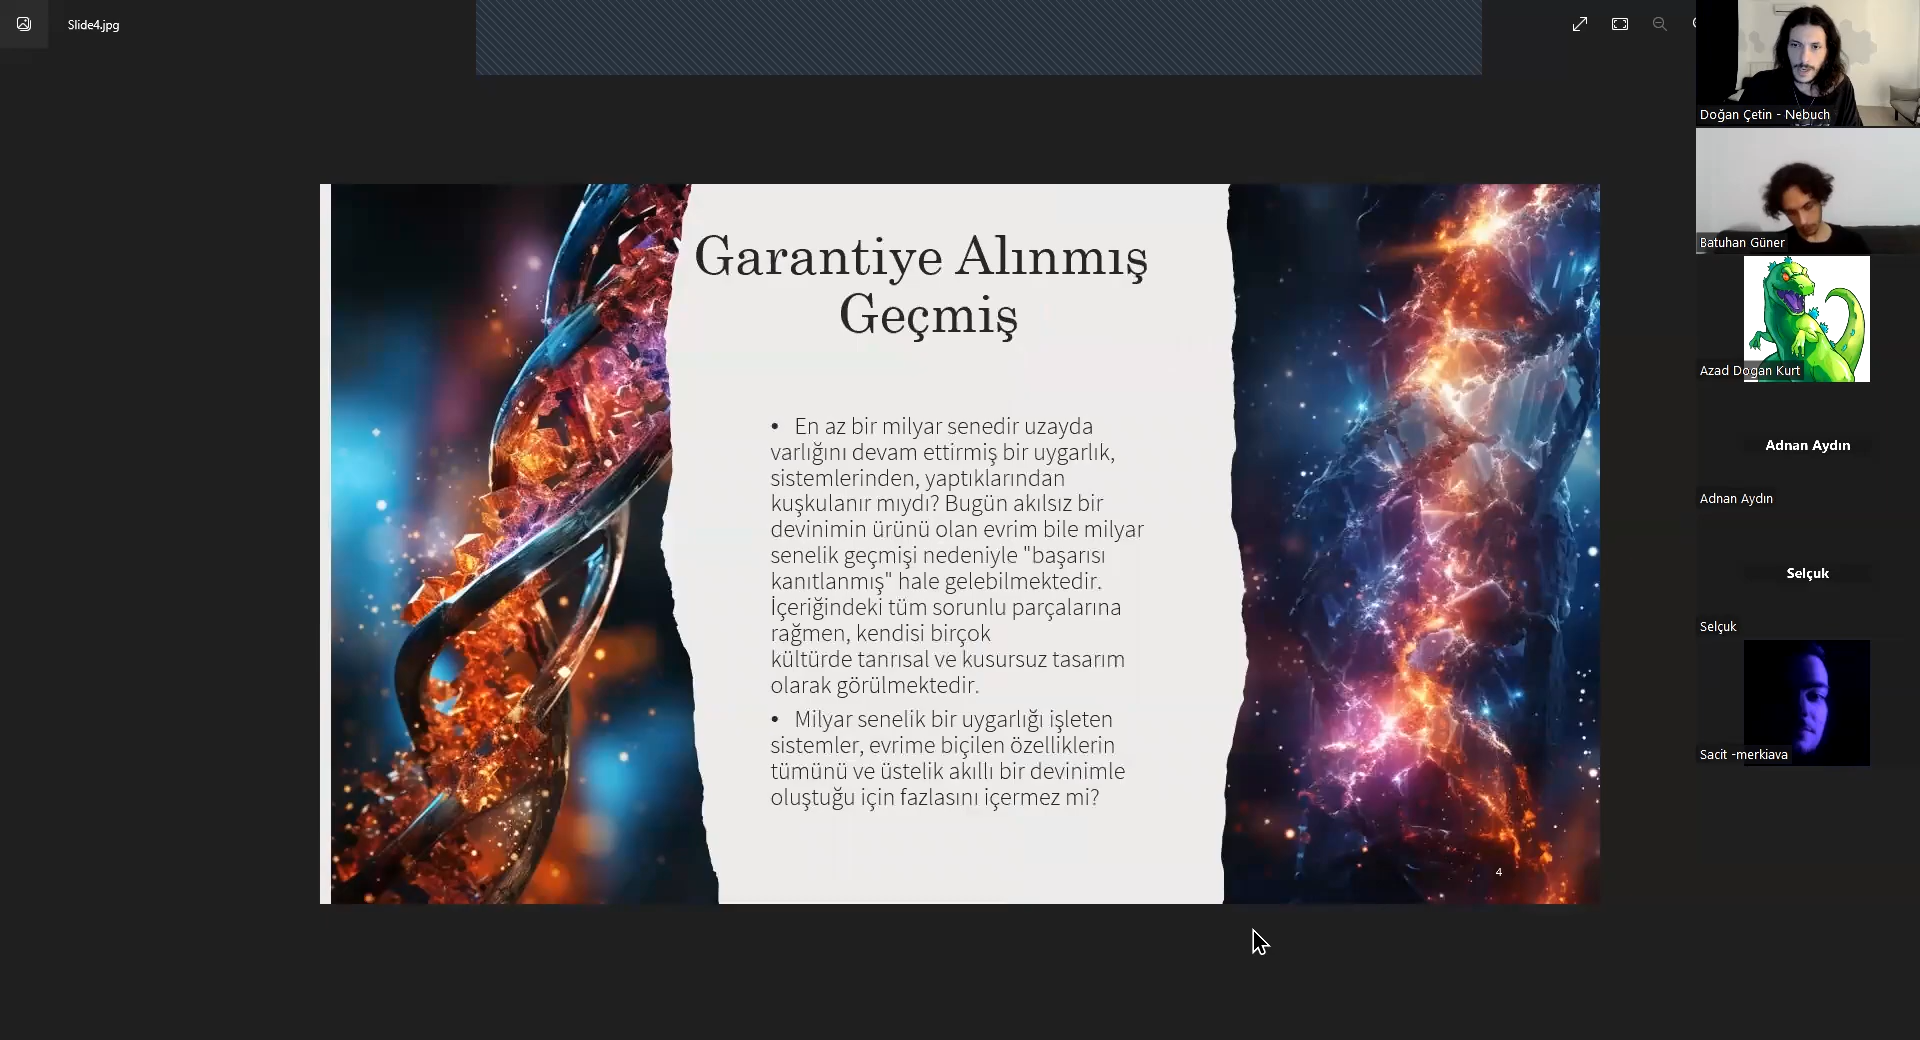 Slide4.jpg
Garantiye Alınmış
Geçmiş
• En az bir milyar senedir uzayda
varlığını devam ettirmiş bir uygarlık,
sistemlerinden, yaptıklarından
kuşkulanır mıydı? Bugün akılsız bir
devinimin ürünü olan evrim bile milyar
senelik geçmişi nedeniyle "başarısı
kanıtlanmış" hale gelebilmektedir.
İçeriğindeki tüm sorunlu parçalarına
rağmen, kendisi birçok
kültürde tanrısal ve kusursuz tasarım
olarak görülmektedir.
• Milyar senelik bir uygarlığı işleten
sistemler, evrime biçilen özelliklerin
tümünü ve üstelik akıllı bir devinimle
oluştuğu için fazlasını içermez mi?
4
Doğan Çetin - Nebuch
Batuhan Güner
Azad Dogan Kurt
Adnan Aydın
Adnan Aydın
Selçuk
Selçuk
Sacit -merkiava